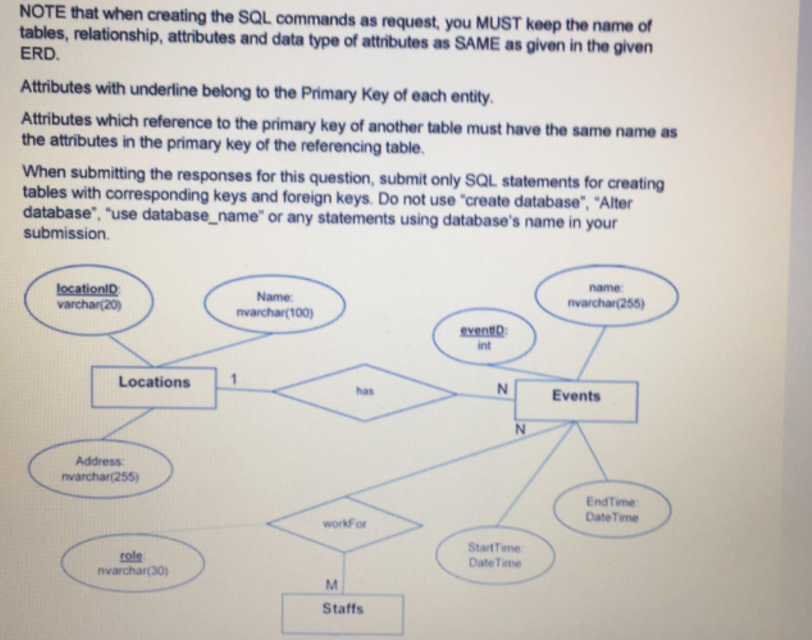 NOTE that when creating the SQL commands as request, you MUST keep the name of
tables, relationship, attributes and data type of attributes as SAME as given in the given
ERD.
Attributes with underline belong to the Primary Key of each entity.
Attributes which reference to the primary key of another table must have the same name as
the attributes in the primary key of the referencing table.
When submitting the responses for this question, submit only SQL statements for creating
tables with corresponding keys and foreign keys. Do not use "create database", "Alter
database", "use database_name" or any statements using database's name in your
submission.
locationID:
varchar(20)
Name:
nvarchar(100)
name:
nvarchar(255)
eventID:
int
Locations
1
has
N
Events
N
Address:
nvarchar(255)
EndTime:
DateTime
workFor
StartTime:
DateTime
role:
nvarchar(30)
M
Staffs